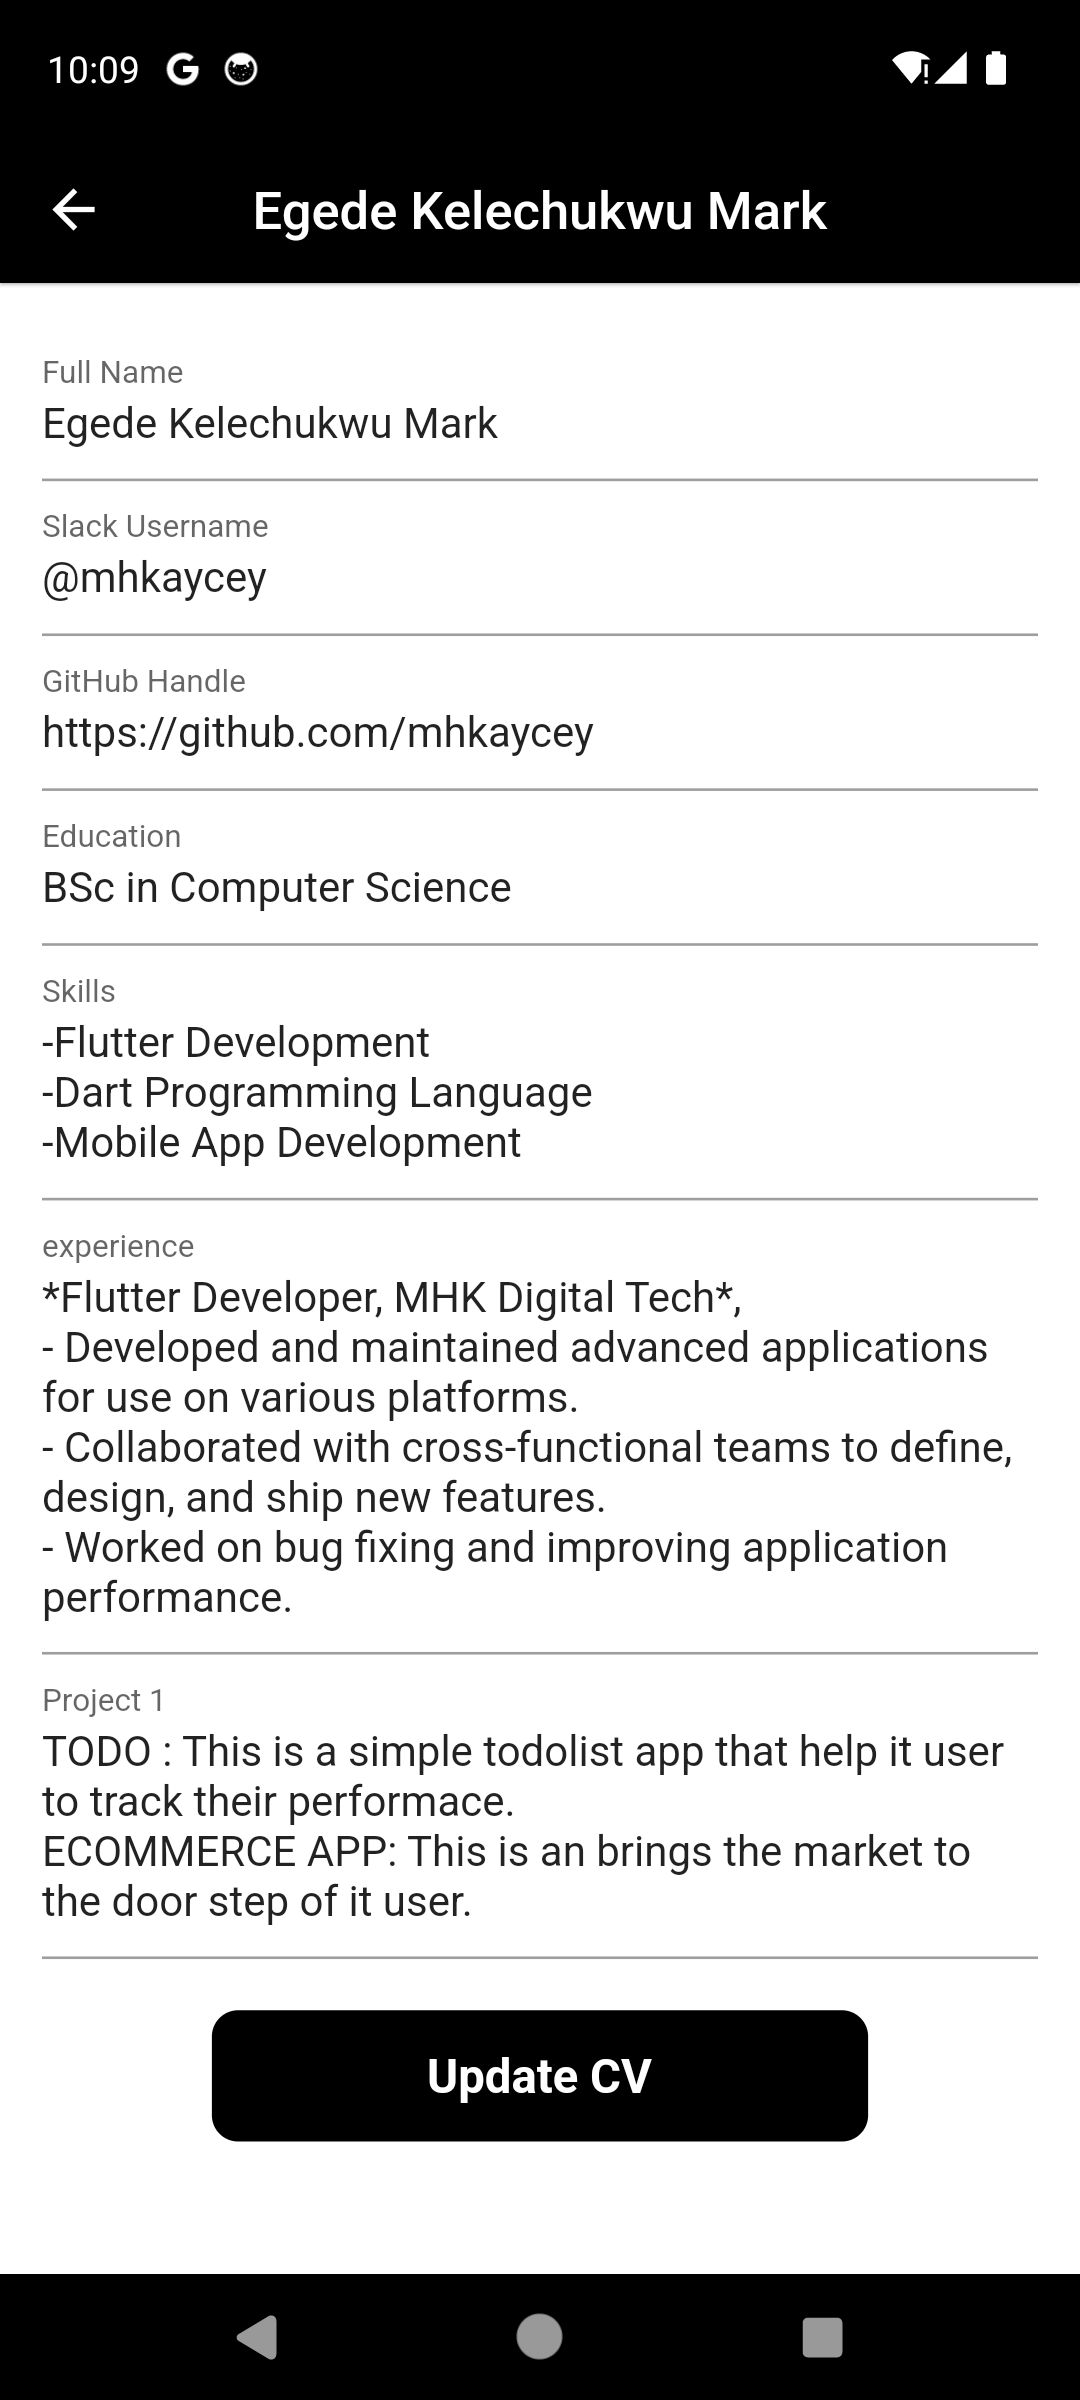 10:09
Egede Kelechukwu Mark
Full Name
Egede Kelechukwu Mark
Slack Username
@mhkaycey
GitHub Handle
https://github.com/mhkaycey
Education
BSc in Computer Science
Skills
-Flutter Development
-Dart Programming Language
-Mobile App Development
experience
*Flutter Developer, MHK Digital Tech*,
- Developed and maintained advanced applications
for use on various platforms.
- Collaborated with cross-functional teams to define,
design, and ship new features.
- Worked on bug fixing and improving application
performance.
Project 1
TODO : This is a simple todolist app that help it user
to track their performace.
ECOMMERCE APP: This is an brings the market to
the door step of it user.
Update CV